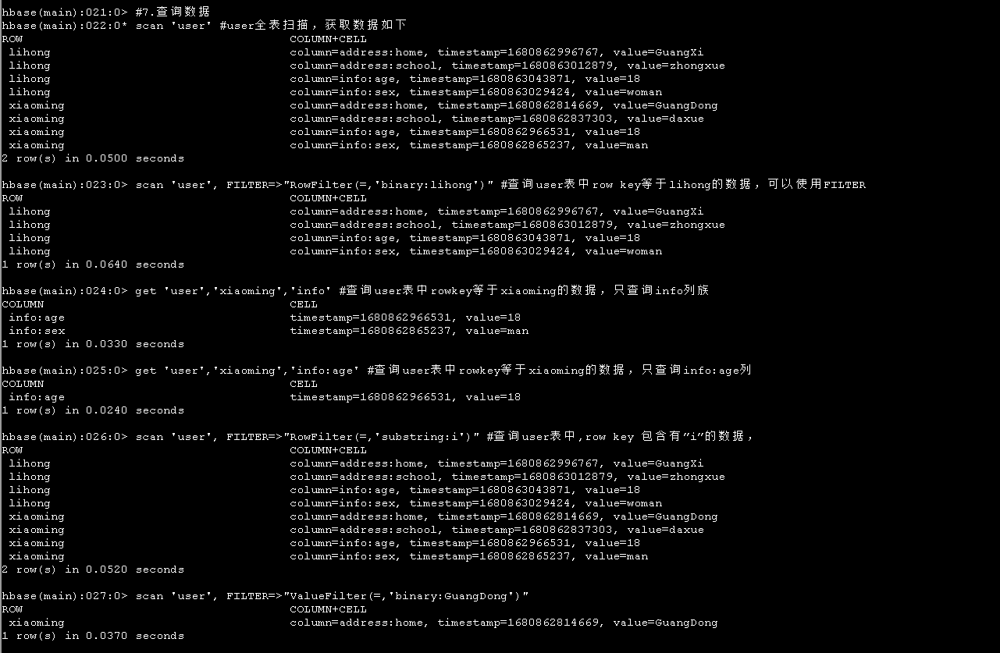 hbase(main):021:0> #7.查询数据
hbase(main):022:0* scan 'user' #user全表扫描，获取数据如下
ROW COLUMN+CELL
lihong column=address:home, timestamp=1680862996767, value=GuangXi
lihong column=address:school, timestamp=1680863012879, value=zhongxue
lihong column=info:age, timestamp=1680863043871, value=18
lihong column=info:sex, timestamp=1680863029424, value=woman
xiaoming column=address:home, timestamp=1680862814669, value=GuangDong
xiaoming column=address:school, timestamp=1680862837303, value=daxue
xiaoming column=info:age, timestamp=1680862966531, value=18
xiaoming column=info:sex, timestamp=1680862865237, value=man
2 row(s) in 0.0500 seconds
hbase(main):023:0> scan 'user', FILTER=>"RowFilter(=,'binary:lihong')" #查询user表中row key等于lihong的数据，可以使用FILTER
ROW COLUMN+CELL
lihong column=address:home, timestamp=1680862996767, value=GuangXi
lihong column=address:school, timestamp=1680863012879, value=zhongxue
lihong column=info:age, timestamp=1680863043871, value=18
lihong column=info:sex, timestamp=1680863029424, value=woman
1 row(s) in 0.0640 seconds
hbase(main):024:0> get 'user','xiaoming','info' #查询user表中rowkey等于xiaoming的数据，只查询info列族
COLUMN CELL
info:age timestamp=1680862966531, value=18
info:sex timestamp=1680862865237, value=man
1 row(s) in 0.0330 seconds
hbase(main):025:0> get 'user','xiaoming','info:age' #查询user表中rowkey等于xiaoming的数据，只查询info:age列
COLUMN CELL
info:age timestamp=1680862966531, value=18
1 row(s) in 0.0240 seconds
hbase(main):026:0> scan 'user', FILTER=>"RowFilter(=,'substring:i')" #查询user表中,row key 包含有”i”的数据，
ROW COLUMN+CELL
lihong column=address:home, timestamp=1680862996767, value=GuangXi
lihong column=address:school, timestamp=1680863012879, value=zhongxue
lihong column=info:age, timestamp=1680863043871, value=18
lihong column=info:sex, timestamp=1680863029424, value=woman
xiaoming column=address:home, timestamp=1680862814669, value=GuangDong
xiaoming column=address:school, timestamp=1680862837303, value=daxue
xiaoming column=info:age, timestamp=1680862966531, value=18
xiaoming column=info:sex, timestamp=1680862865237, value=man
2 row(s) in 0.0520 seconds
hbase(main):027:0> scan 'user', FILTER=>"ValueFilter(=,'binary:GuangDong')"
ROW COLUMN+CELL
xiaoming column=address:home, timestamp=1680862814669, value=GuangDong
1 row(s) in 0.0370 seconds